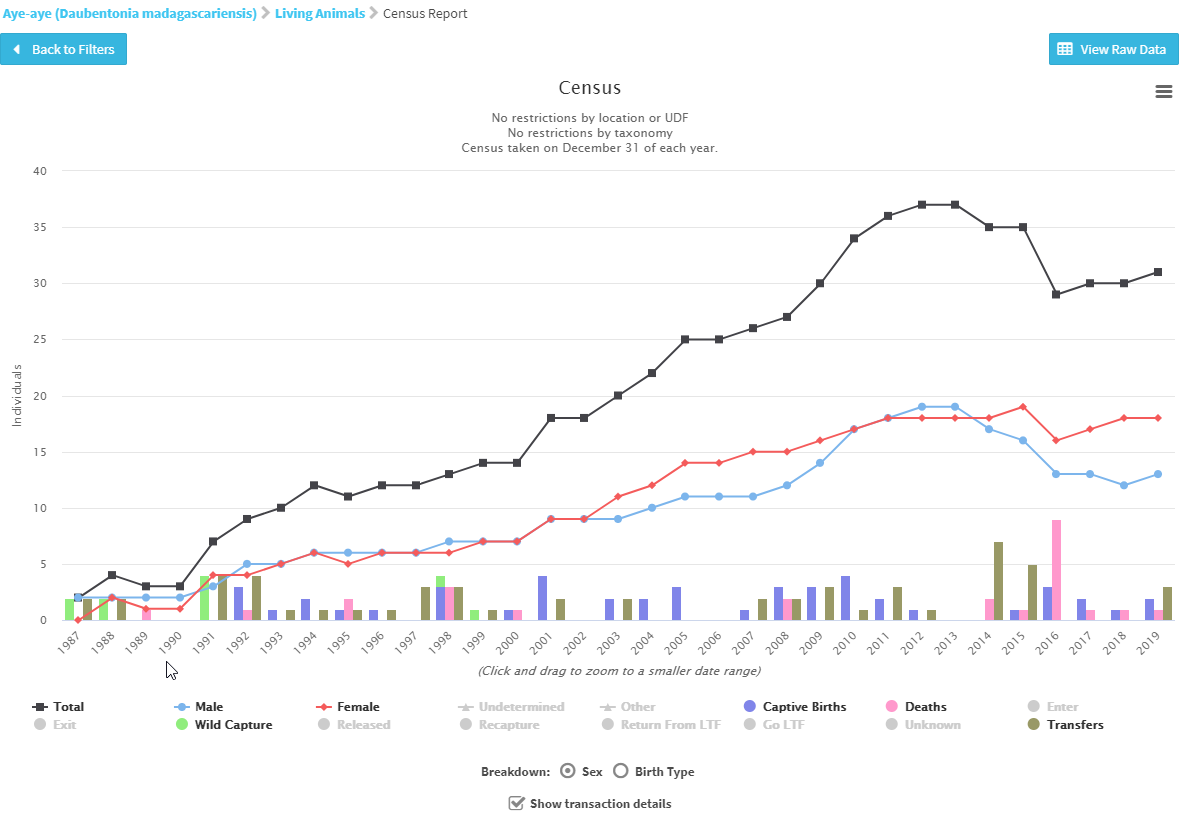 Aye-aye (Daubentonia madagascariensis) Living Animals Census Report
Back to Filters
View Raw Data
Census
No restrictions by location or UDF
No restrictions by taxonomy
Census taken on December 31 of each year.
40
35
30
25
20
15
10
5
0
Individuals
1987 1988 1989 1990 1991 1992 1993 1994 1995 1996 1997 1998 1999 2000 2001 2002 2003 2004 2005 2006 2007 2008 2009 2010 2011 2012 2013 2014 2015 2016 2017 2018 2019
(Click and drag to zoom to a smaller date range)
Total Male Female Undetermined Other Captive Births Deaths Enter
Exit Wild Capture Released Recapture Return From LTF Go LTF Unknown Transfers
Breakdown: Sex Birth Type
Show transaction details